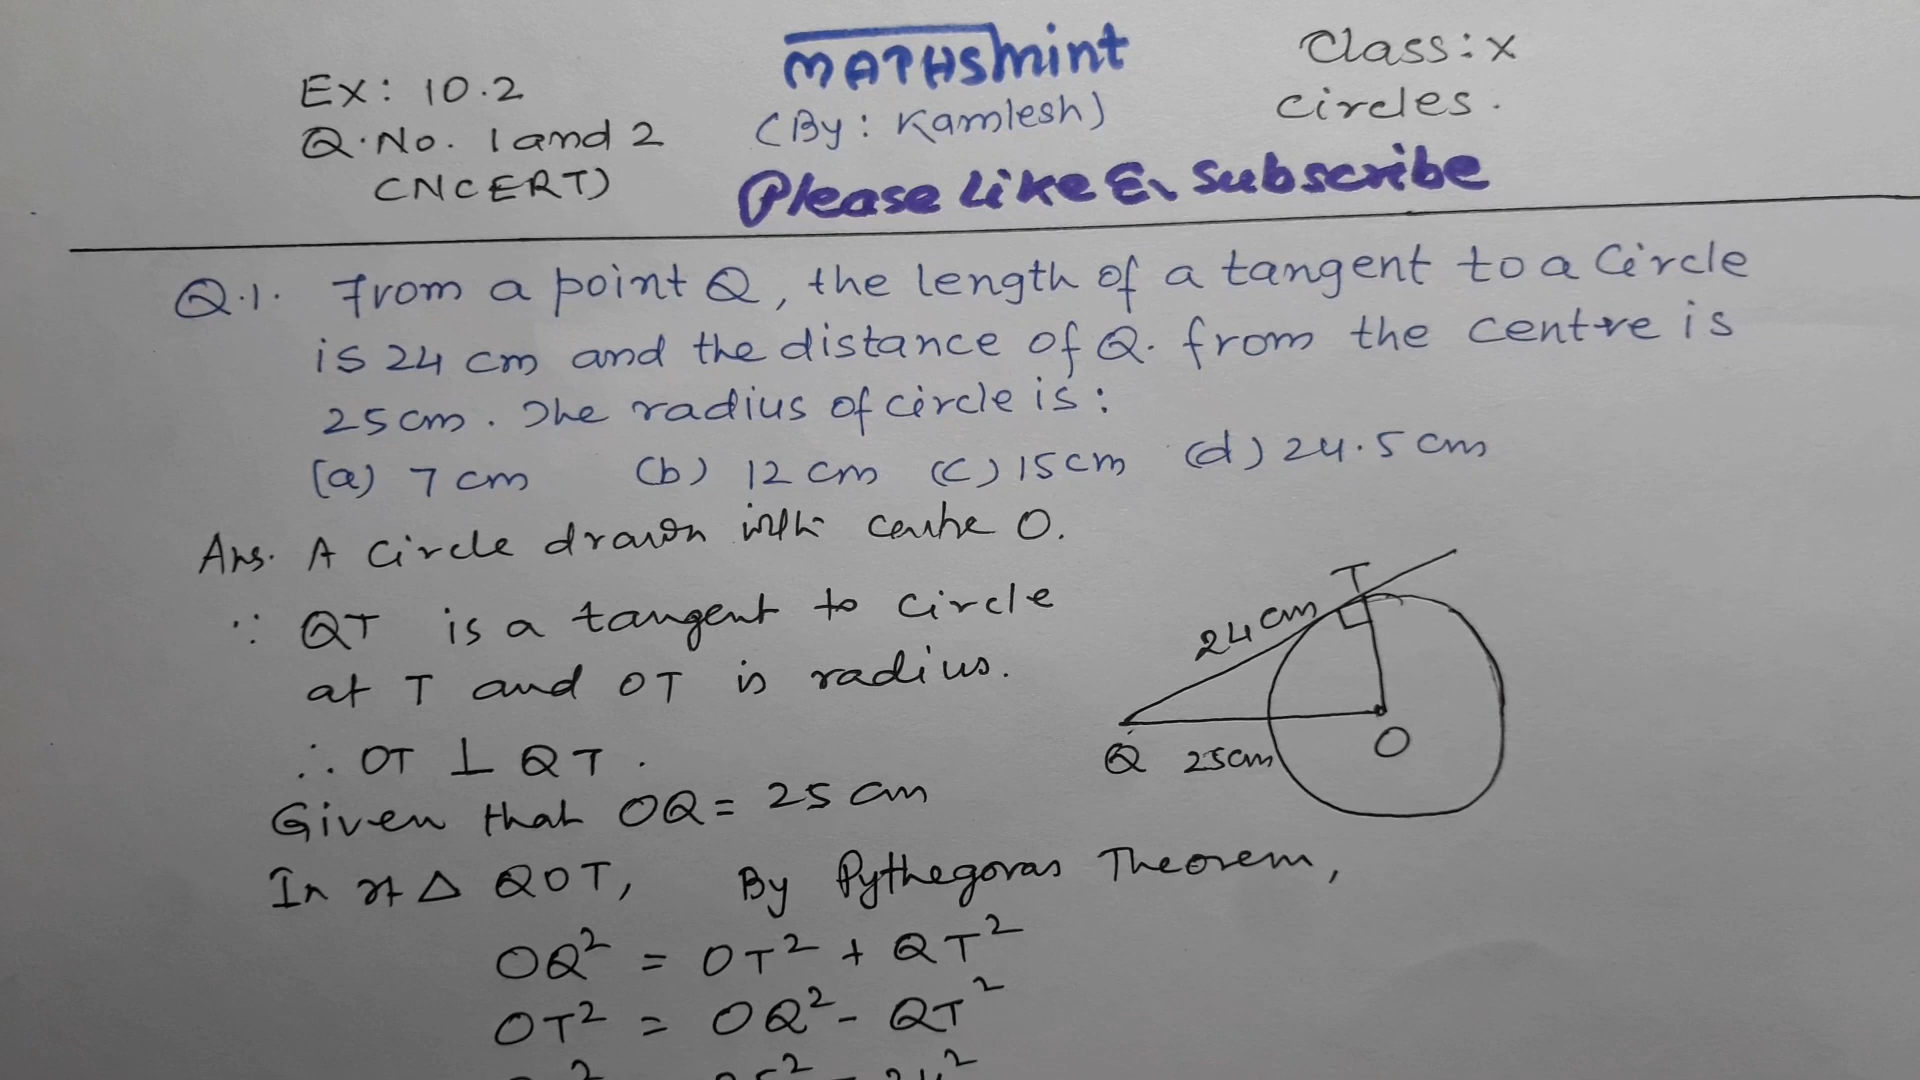 EX: 10.2
Q.No. 1 and 2
(NCERT)
MATHSmint
(By: Kamlesh)
Please Like & Subscribe
Class: X
circles.
Q.1. From a point Q, the length of a tangent to a Circle
is 24 cm and the distance of Q. from the centre is
25 cm. The radius of circle is:
(a) 7 cm (b) 12 cm (c) 15 cm (d) 24.5 cm
Ans. A circle drawn with centre O.
∵ QT is a tangent to circle
at T and OT is radius.
∴ OT ⊥ QT.
Given that OQ = 25 cm
In rt △ QOT, By Pythegoras Theorem,
OQ² = OT² + QT²
OT² = OQ² - QT²
T
24 cm
Q 25cm
O